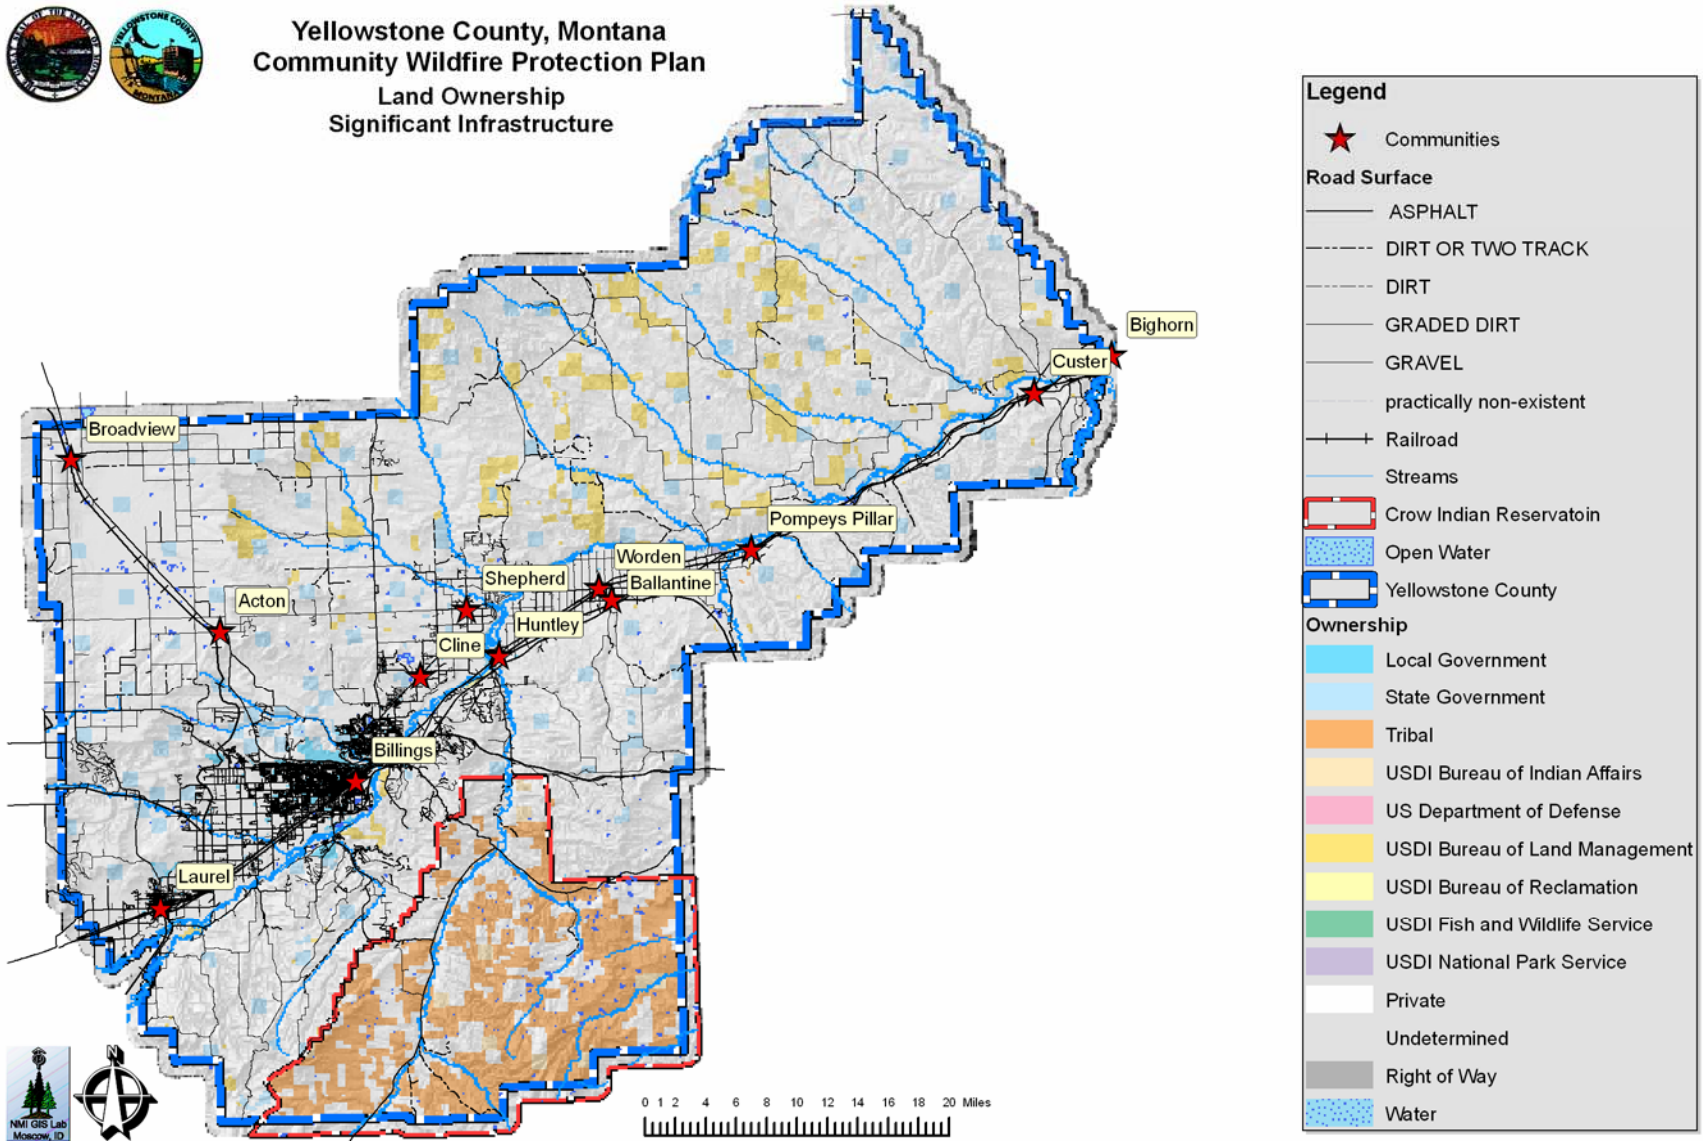 Yellowstone County, Montana
Community Wildfire Protection Plan
Land Ownership
Significant Infrastructure
YELLOWSTONE COUNTY
MONTANA
Bighorn
Custer
Broadview
Pompeys Pillar
Worden
Shepherd
Ballantine
Acton
Huntley
Cline
Billings
Laurel
NMI GIS Lab
Moscow, ID
N
0 1 2 4 6 8 10 12 14 16 18 20 Miles
Legend
Communities
Road Surface
ASPHALT
DIRT OR TWO TRACK
DIRT
GRADED DIRT
GRAVEL
practically non-existent
Railroad
Streams
Crow Indian Reservatoin
Open Water
Yellowstone County
Ownership
Local Government
State Government
Tribal
USDI Bureau of Indian Affairs
US Department of Defense
USDI Bureau of Land Management
USDI Bureau of Reclamation
USDI Fish and Wildlife Service
USDI National Park Service
Private
Undetermined
Right of Way
Water